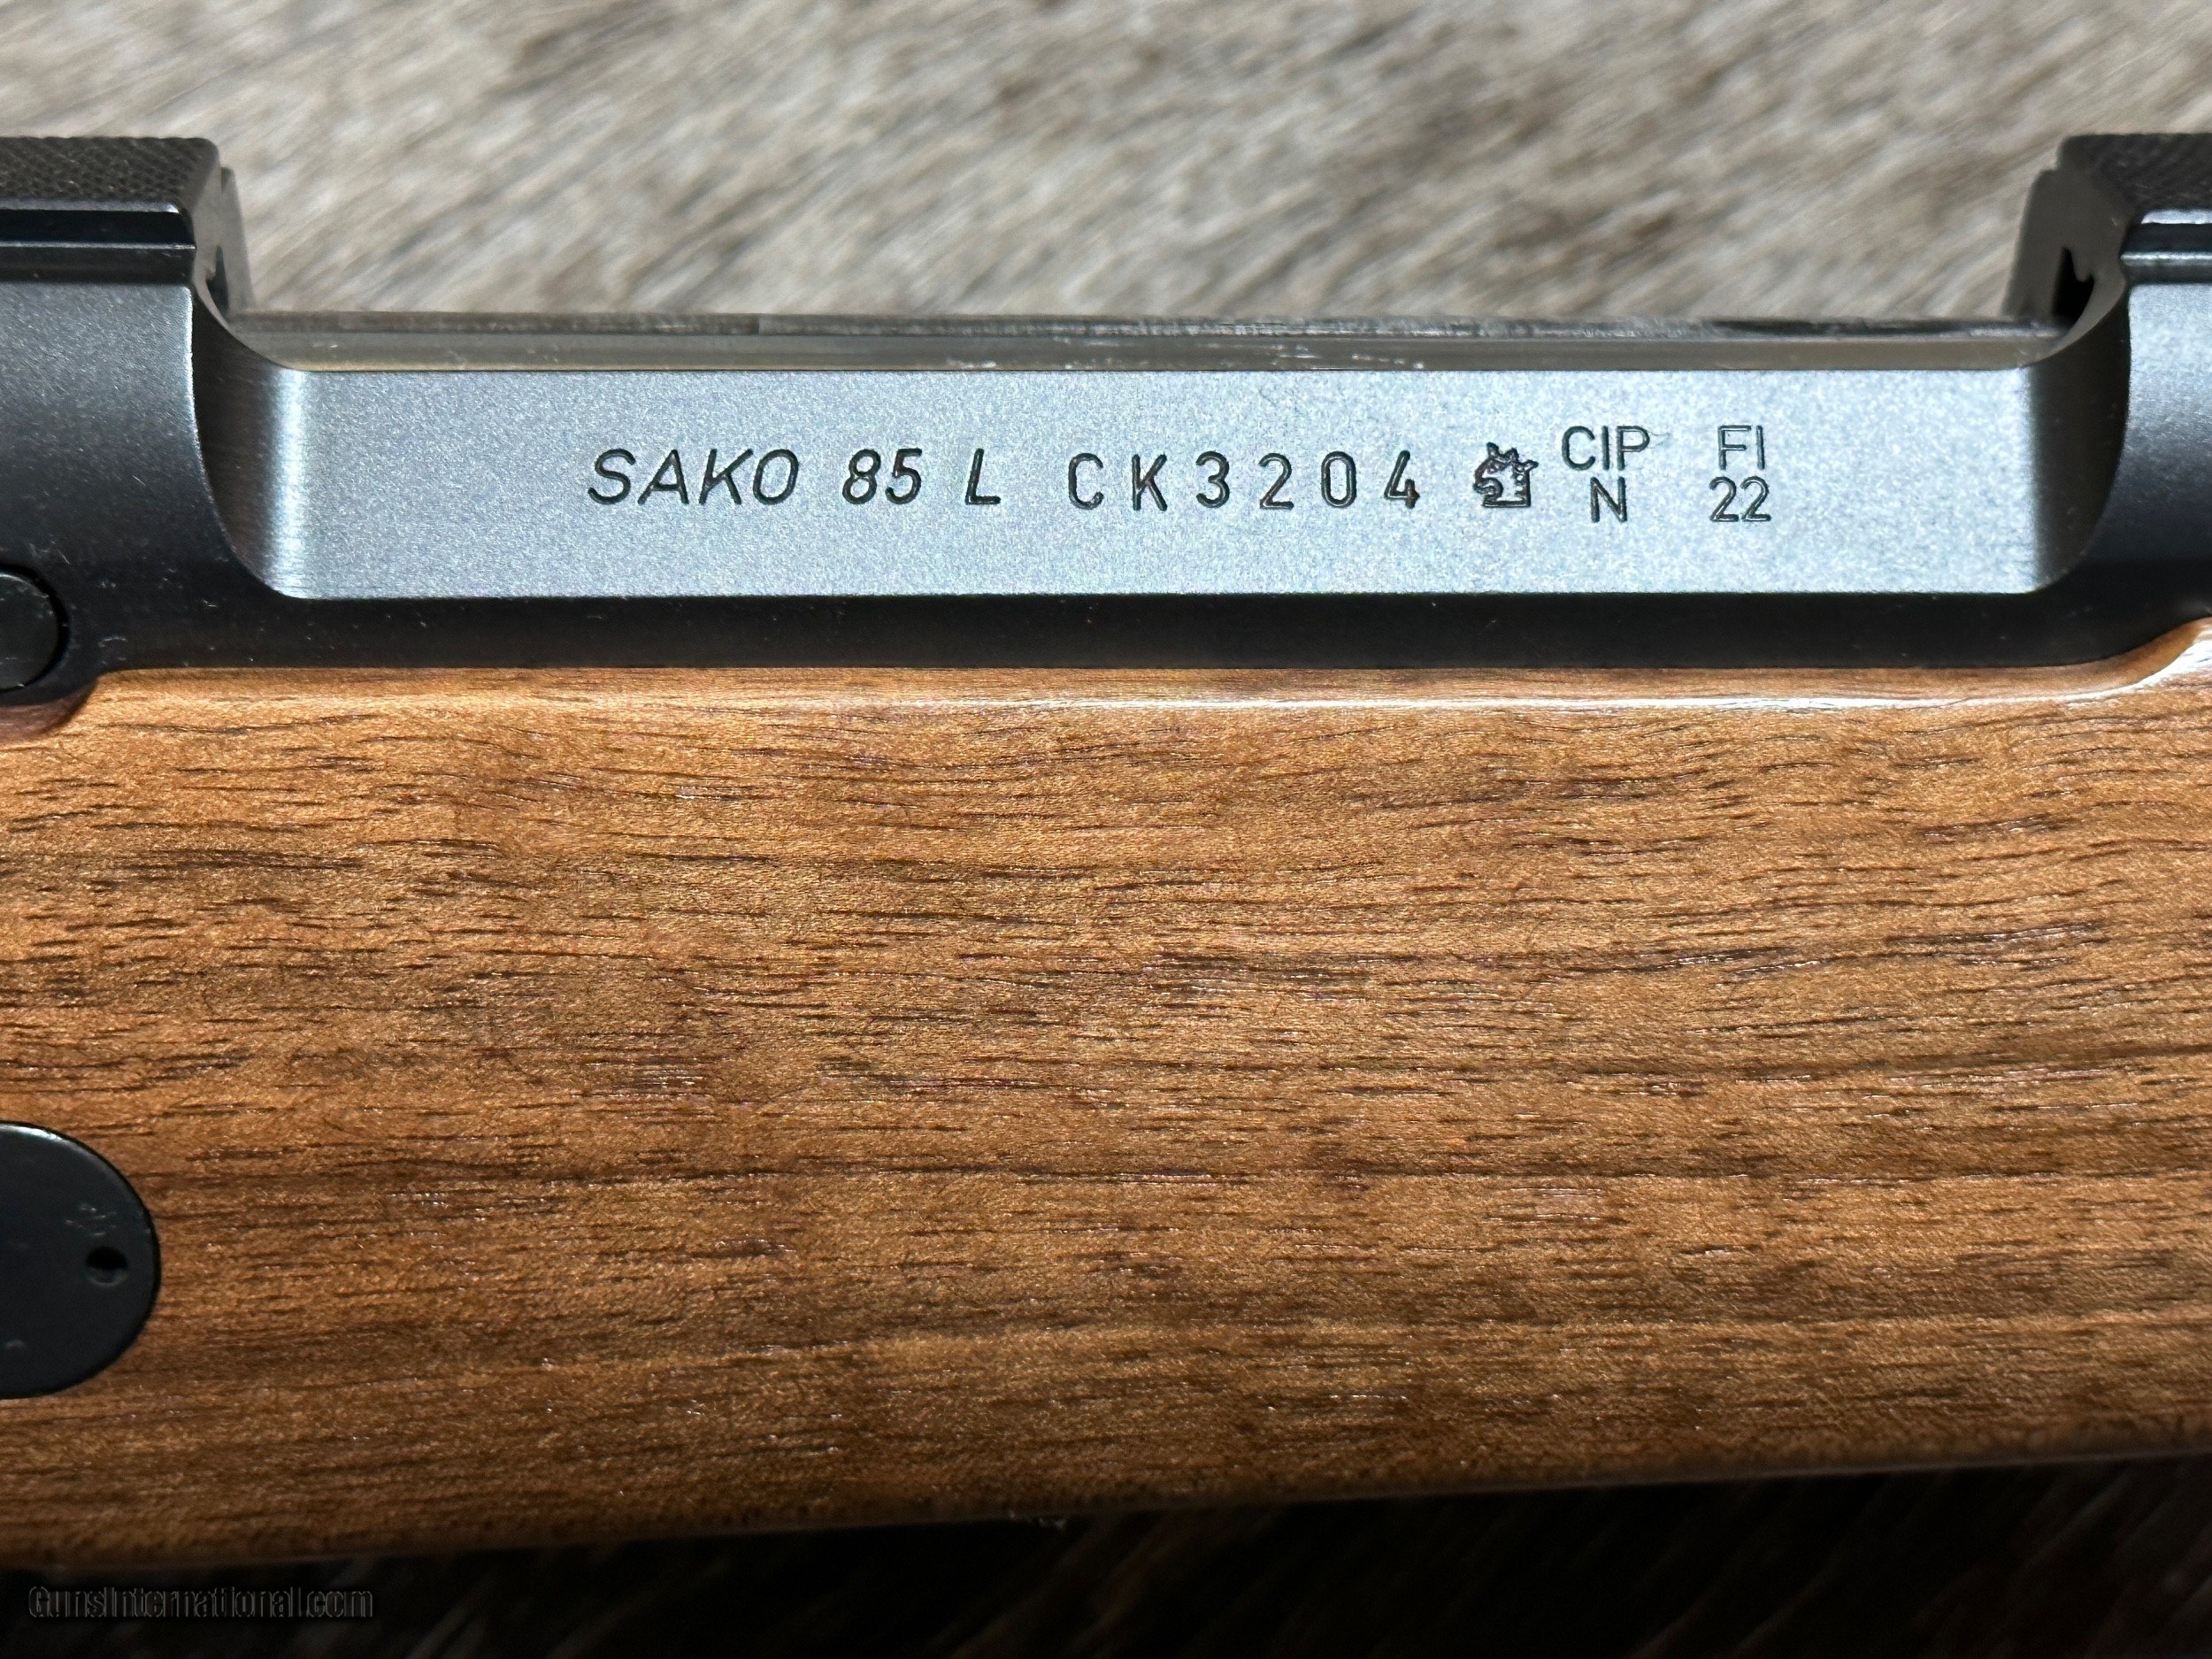 SAKO 85 L CK3204 CIP FI
N 22
GunsInternational.com